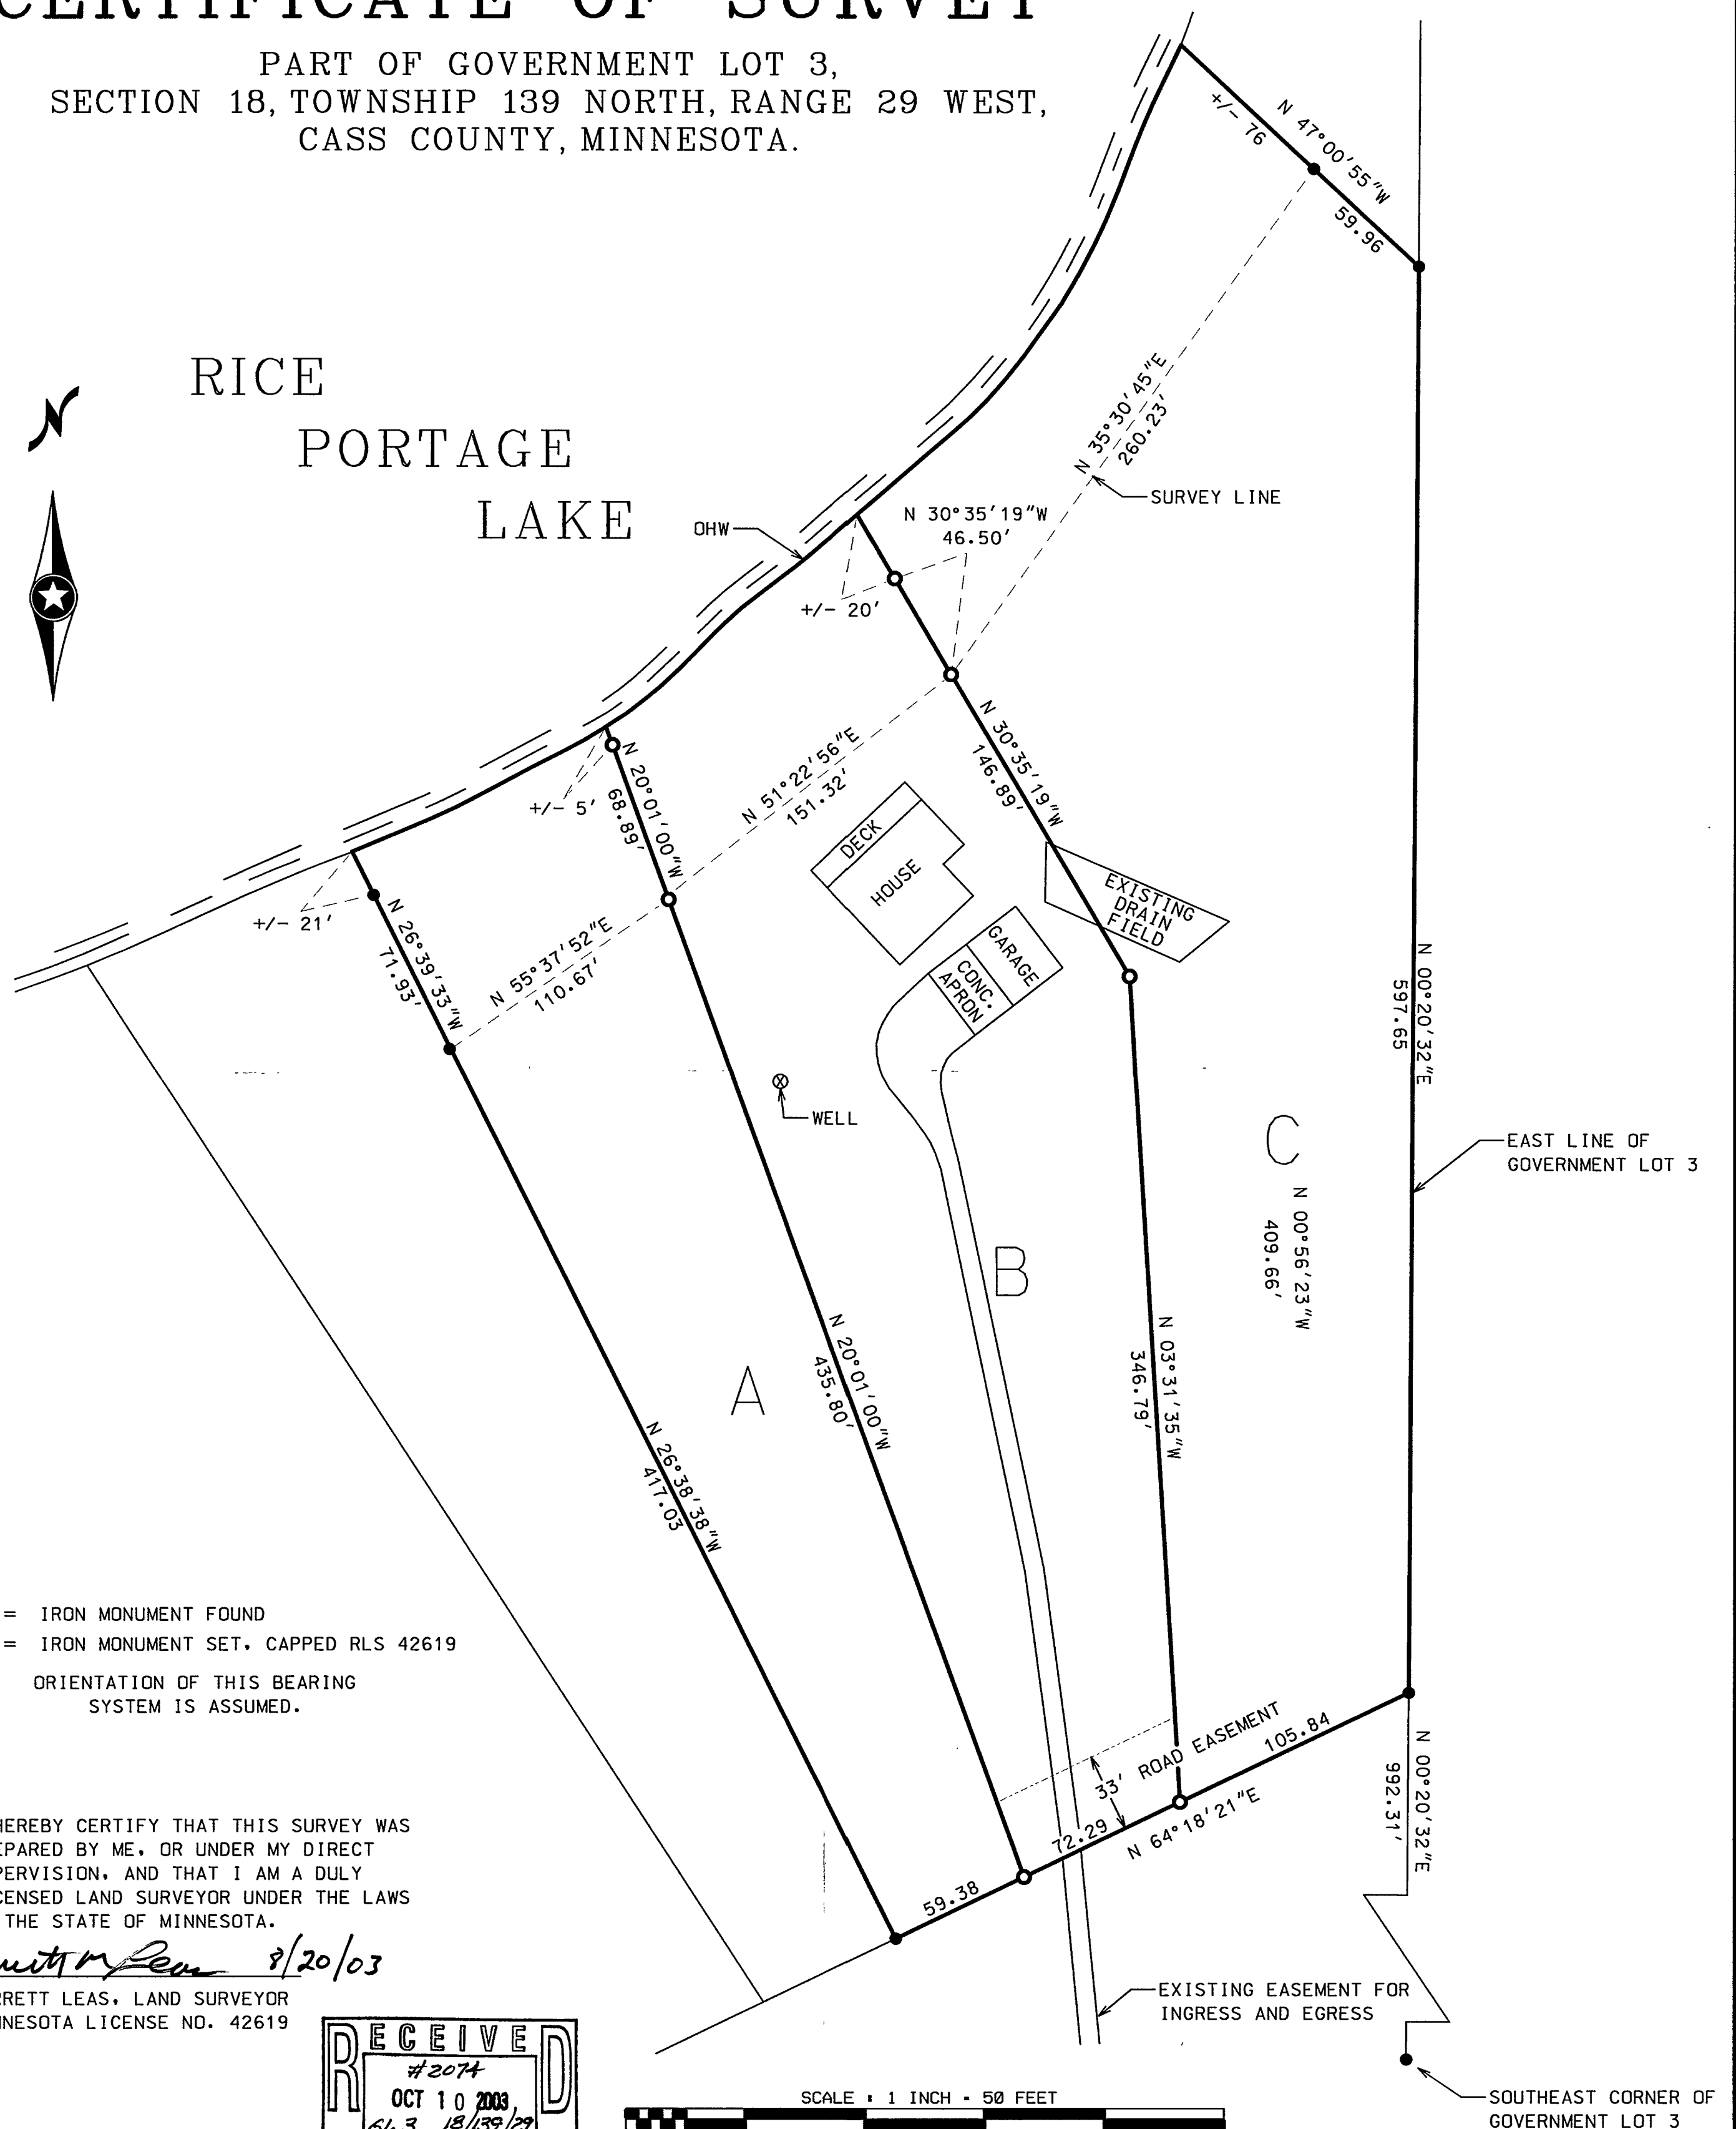 CERTIFICATE OF SURVEY
PART OF GOVERNMENT LOT 3,
SECTION 18, TOWNSHIP 139 NORTH, RANGE 29 WEST,
CASS COUNTY, MINNESOTA.
+/- 76
N 47°00'55"W
59.96
RICE
PORTAGE
LAKE
N
N 35°30'45"E
260.23'
SURVEY LINE
OHW
N 30°35'19"W
46.50'
+/- 20'
N 51°22'56"E
151.32'
N 30°35'19"W
146.89'
+/- 5'
N 20°01'00"W
68.89'
DECK
HOUSE
GARAGE
CONC.
APRON
EXISTING
DRAIN
FIELD
+/- 21'
N 26°39'33"W
71.93'
N 55°37'52"E
110.67'
N 00°20'32"E
597.65
WELL
C
EAST LINE OF
GOVERNMENT LOT 3
N 00°56'23"W
409.66'
B
A
N 03°31'35"W
346.79'
N 20°01'00"W
435.80'
N 26°38'38"W
417.03
= IRON MONUMENT FOUND
= IRON MONUMENT SET, CAPPED RLS 42619
ORIENTATION OF THIS BEARING
SYSTEM IS ASSUMED.
33' ROAD EASEMENT
105.84
72.29
N 64°18'21"E
59.38
N 00°20'32"E
992.31'
HEREBY CERTIFY THAT THIS SURVEY WAS
EPARED BY ME, OR UNDER MY DIRECT
PERVISION, AND THAT I AM A DULY
CENSED LAND SURVEYOR UNDER THE LAWS
THE STATE OF MINNESOTA.
8/20/03
RRETT LEAS, LAND SURVEYOR
NNESOTA LICENSE NO. 42619
EXISTING EASEMENT FOR
INGRESS AND EGRESS
RECEIVED
#2074
OCT 10 2003
18/139/29
SCALE : 1 INCH - 50 FEET
SOUTHEAST CORNER OF
GOVERNMENT LOT 3